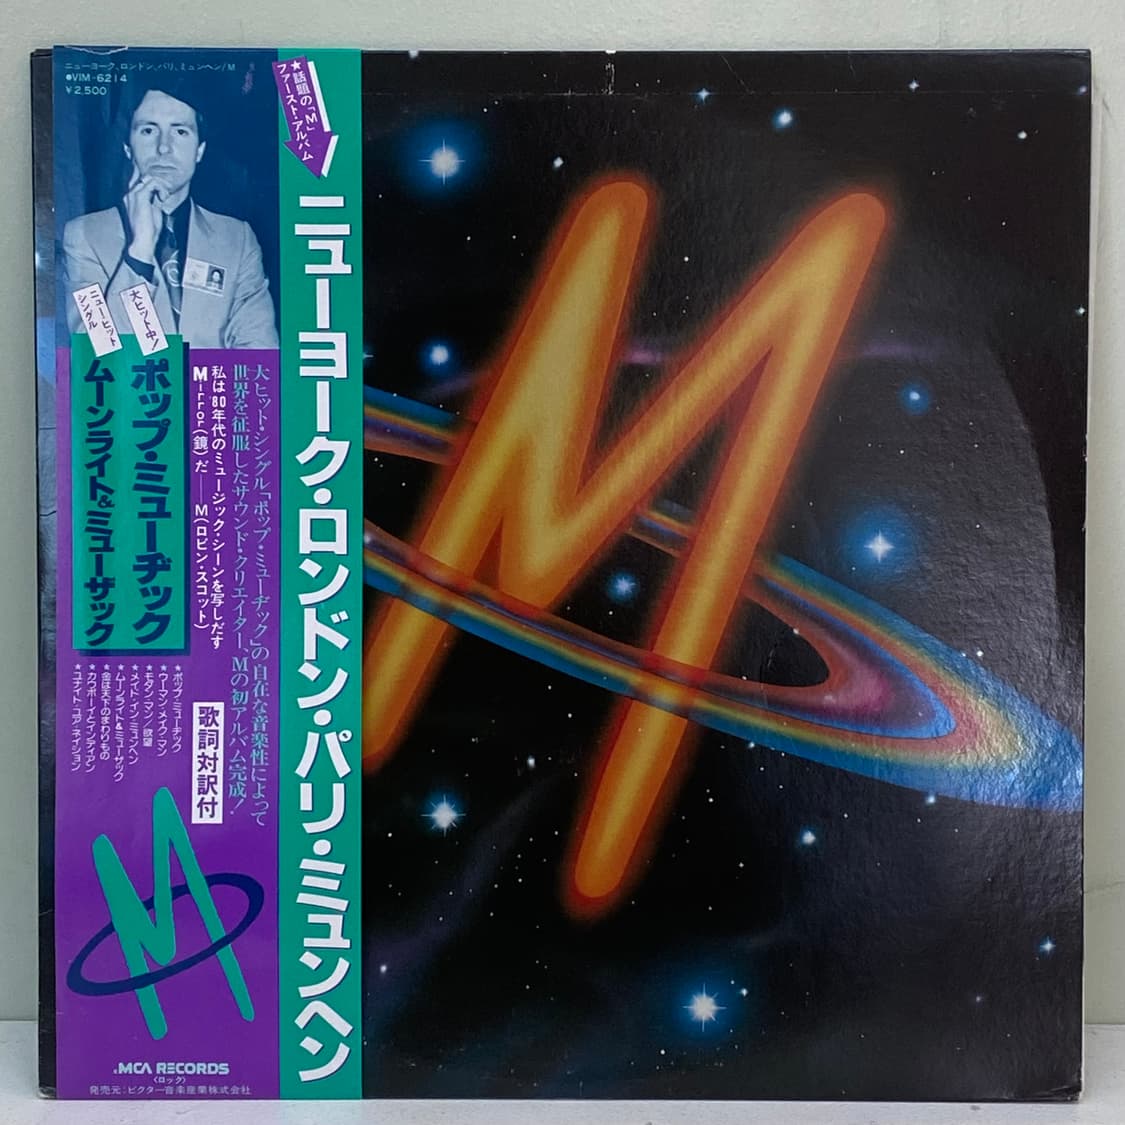 ニューヨーク、ロンドン、パリ、ミュンヘン/M
●VIM-6214
¥2,500
★話題の「M」
ファースト・アルバム
ニューヨーク・ロンドン・パリ・ミュンヘン
大ヒット中!
ポップ・ミューヂック
ニュー・ヒット
シングル
ムーンライト&ミューザック
大ヒット・シングル「ポップ・ミューヂック」の自在な音楽性によって
世界を征服したサウンド・クリエイター、Mの初アルバム完成!
私は'80年代のミュージック・シーンを写しだす
Mirror(鏡)だ——M(ロビン・スコット)
歌詞対訳付
★ポップ・ミューヂック
★ウーマン・メイク・マン
★モダン・マン/欲望
★メイド・イン・ミュンヘン
★ムーンライト&ミューザック
★金は天下のまわりもの
★カウボーイとインディアン
★ユナイト・ユア・ネイション
M
MCA RECORDS
(ロック)
発売元:ビクター音楽産業株式会社
M